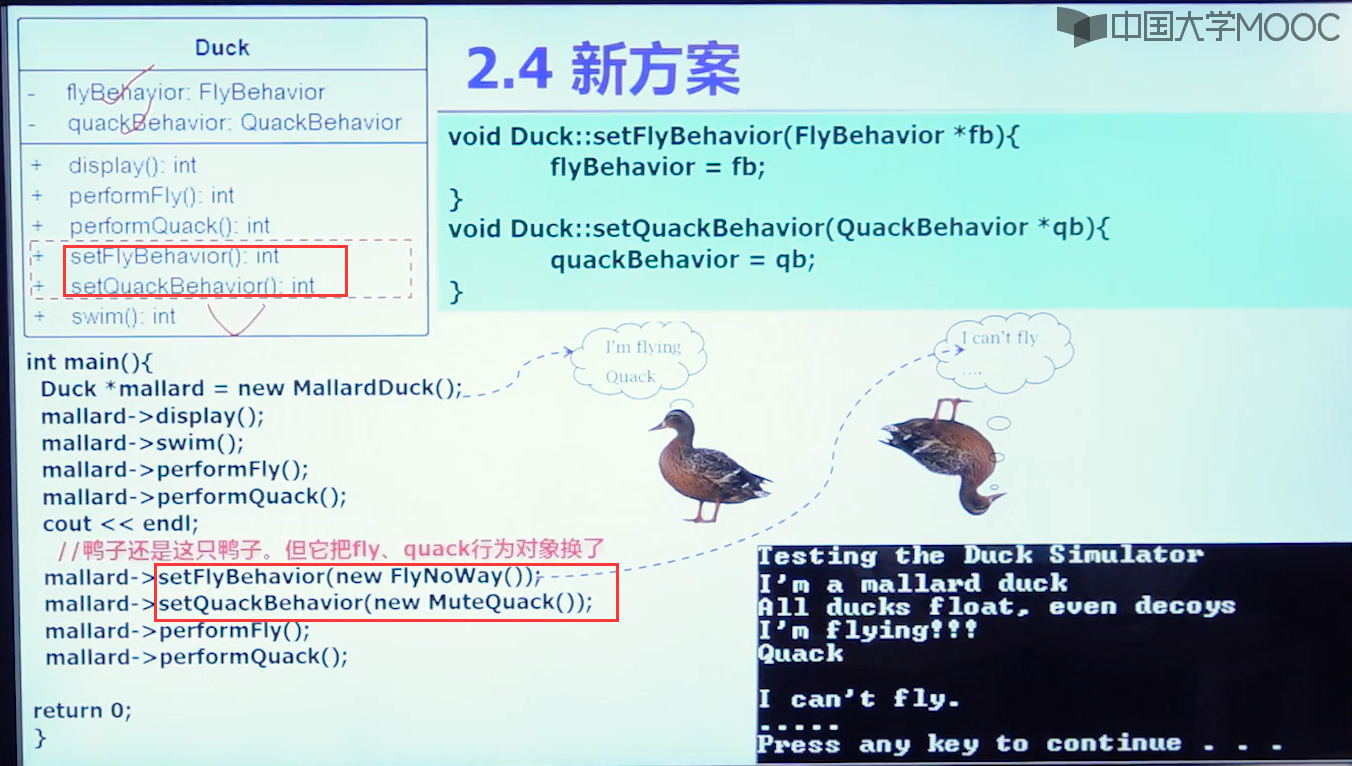 中国大学MOOC
2.4 新方案
Duck
- flyBehavior: FlyBehavior
- quackBehavior: QuackBehavior
+ display(): int
+ performFly(): int
+ performQuack(): int
+ setFlyBehavior(): int
+ setQuackBehavior(): int
+ swim(): int
void Duck::setFlyBehavior(FlyBehavior *fb){
flyBehavior = fb;
}
void Duck::setQuackBehavior(QuackBehavior *qb){
quackBehavior = qb;
}
int main(){
Duck *mallard = new MallardDuck();
mallard->display();
mallard->swim();
mallard->performFly();
mallard->performQuack();
cout << endl;
//鸭子还是这只鸭子。但它把fly、quack行为对象换了
mallard->setFlyBehavior(new FlyNoWay());
mallard->setQuackBehavior(new MuteQuack());
mallard->performFly();
mallard->performQuack();
return 0;
}
I'm flying
Quack
I can't fly
....
Testing the Duck Simulator
I'm a mallard duck
All ducks float, even decoys
I'm flying!!!
Quack
I can't fly.
.....
Press any key to continue . . .